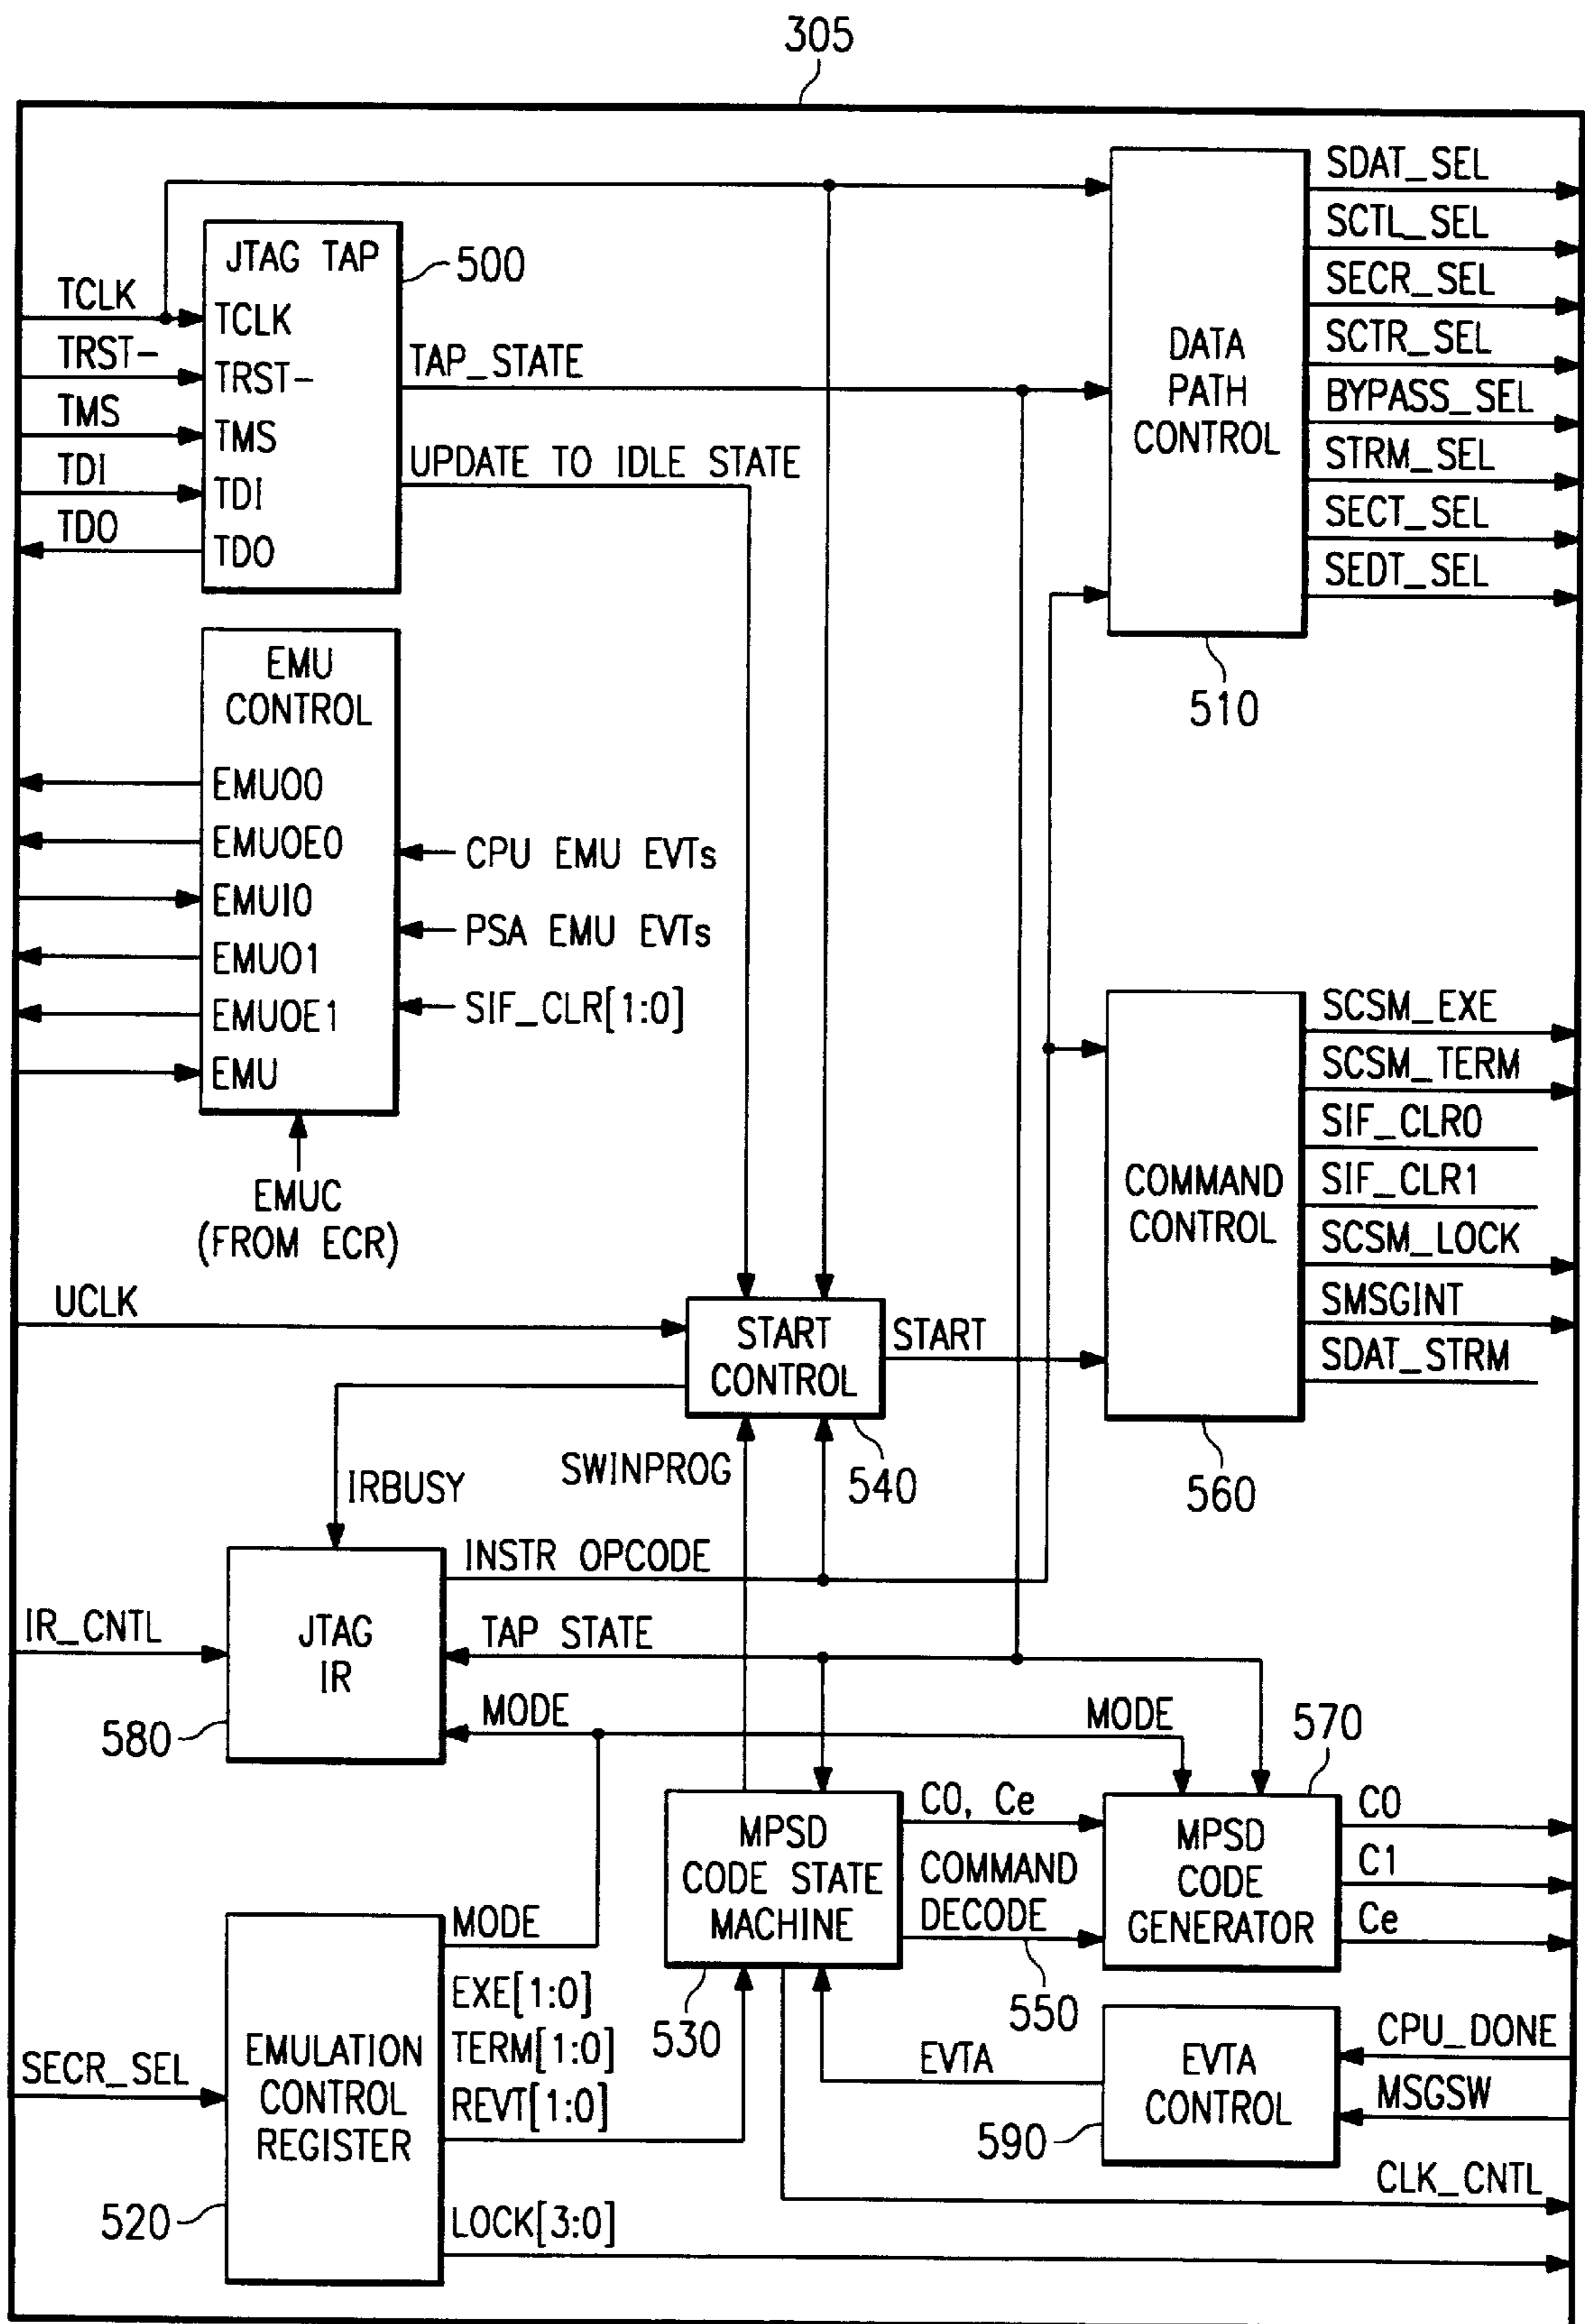 305
JTAG TAP
500
TCLK
TCLK
TRST-
TRST-
TMS
TMS
TDI
TDI
TDO
TDO
TAP_STATE
UPDATE TO IDLE STATE
DATA
PATH
CONTROL
510
SDAT_SEL
SCTL_SEL
SECR_SEL
SCTR_SEL
BYPASS_SEL
STRM_SEL
SECT_SEL
SEDT_SEL
EMU
CONTROL
EMUO0
EMUOE0
EMUI0
EMUO1
EMUOE1
EMU
CPU EMU EVTs
PSA EMU EVTs
SIF_CLR[1:0]
EMUC
(FROM ECR)
UCLK
START
CONTROL
540
START
COMMAND
CONTROL
560
SCSM_EXE
SCSM_TERM
SIF_CLR0
SIF_CLR1
SCSM_LOCK
SMSGINT
SDAT_STRM
IRBUSY
SWINPROG
INSTR OPCODE
IR_CNTL
JTAG
IR
580
TAP STATE
MODE
MODE
570
MPSD
CODE STATE
MACHINE
530
C0, Ce
COMMAND
DECODE
550
MPSD
CODE
GENERATOR
C0
C1
Ce
MODE
EXE[1:0]
TERM[1:0]
REVT[1:0]
SECR_SEL
EMULATION
CONTROL
REGISTER
520
LOCK[3:0]
EVTA
EVTA
CONTROL
590
CPU_DONE
MSGSW
CLK_CNTL